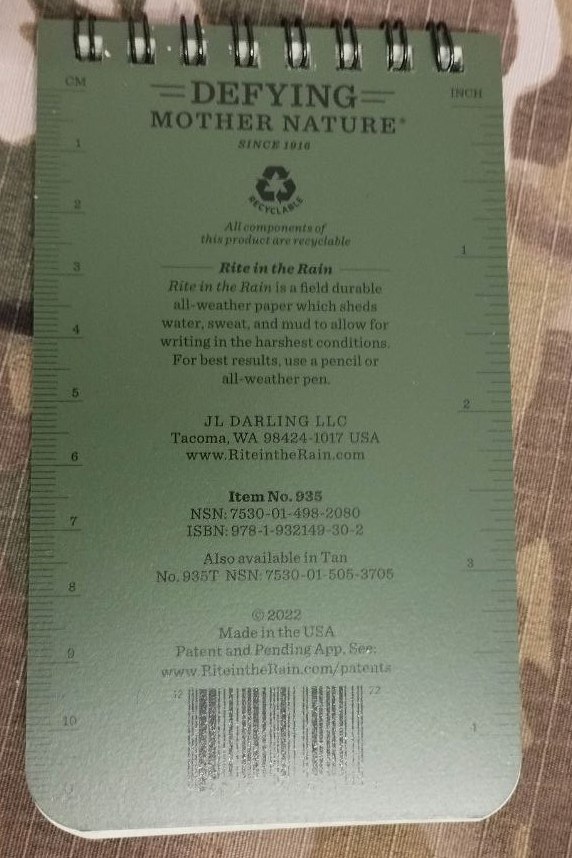 CM
INCH
DEFYING
MOTHER NATURE®
SINCE 1916
RECYCLABLE
All components of
this product are recyclable
Rite in the Rain
Rite in the Rain is a field durable
all-weather paper which sheds
water, sweat, and mud to allow for
writing in the harshest conditions.
For best results, use a pencil or
all-weather pen.
JL DARLING LLC
Tacoma, WA 98424-1017 USA
www.RiteintheRain.com
Item No. 935
NSN: 7530-01-498-2080
ISBN: 978-1-932149-30-2
Also available in Tan
No. 935T NSN: 7530-01-505-3705
© 2022
Made in the USA
Patent and Pending App. See:
www.RiteintheRain.com/patents
12 22
1
2
3
4
5
6
7
8
9
10
1
2
3
4